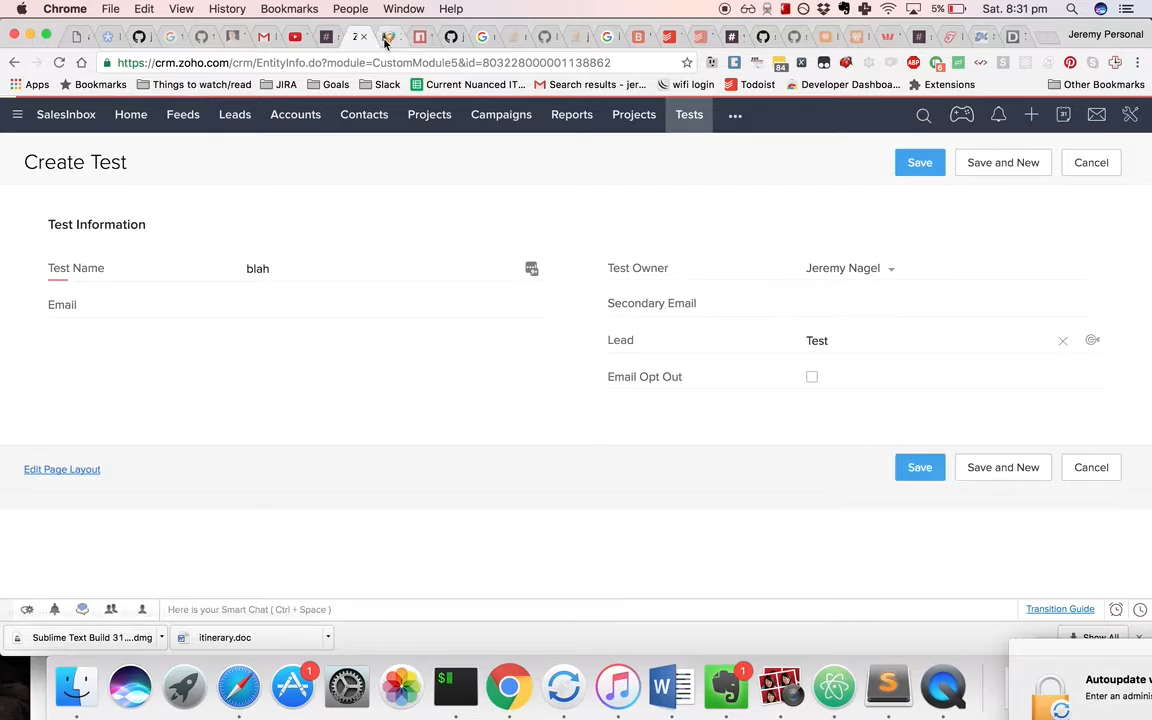 Chrome File Edit View History Bookmarks People Window Help 5% Sat. 8:31 pm
Jeremy Personal
https://crm.zoho.com/crm/EntityInfo.do?module=CustomModule5&id=803228000001138862
Apps Bookmarks Things to watch/read JIRA Goals Slack Current Nuanced IT... Search results - jer... wifi login Todoist Developer Dashboa... Extensions Other Bookmarks
SalesInbox Home Feeds Leads Accounts Contacts Projects Campaigns Reports Projects Tests
Create Test
Save Save and New Cancel
Test Information
Test Name blah Test Owner Jeremy Nagel
Email Secondary Email
Lead Test
Email Opt Out
Edit Page Layout Save Save and New Cancel
Here is your Smart Chat ( Ctrl + Space ) Transition Guide
Sublime Text Build 31....dmg itinerary.doc Show All
Autoupdate
Enter an adminis